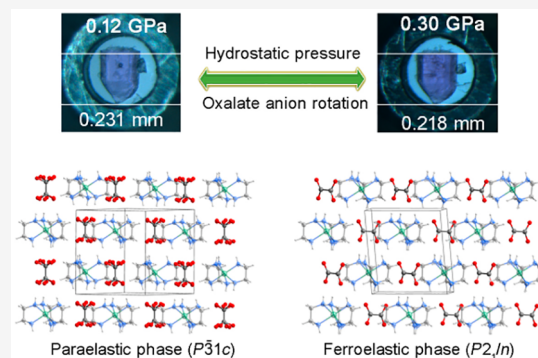 0.12 GPa
0.231 mm
Hydrostatic pressure
Oxalate anion rotation
0.30 GPa
0.218 mm
Paraelastic phase (P3̄1c)
Ferroelastic phase (P2₁/n)